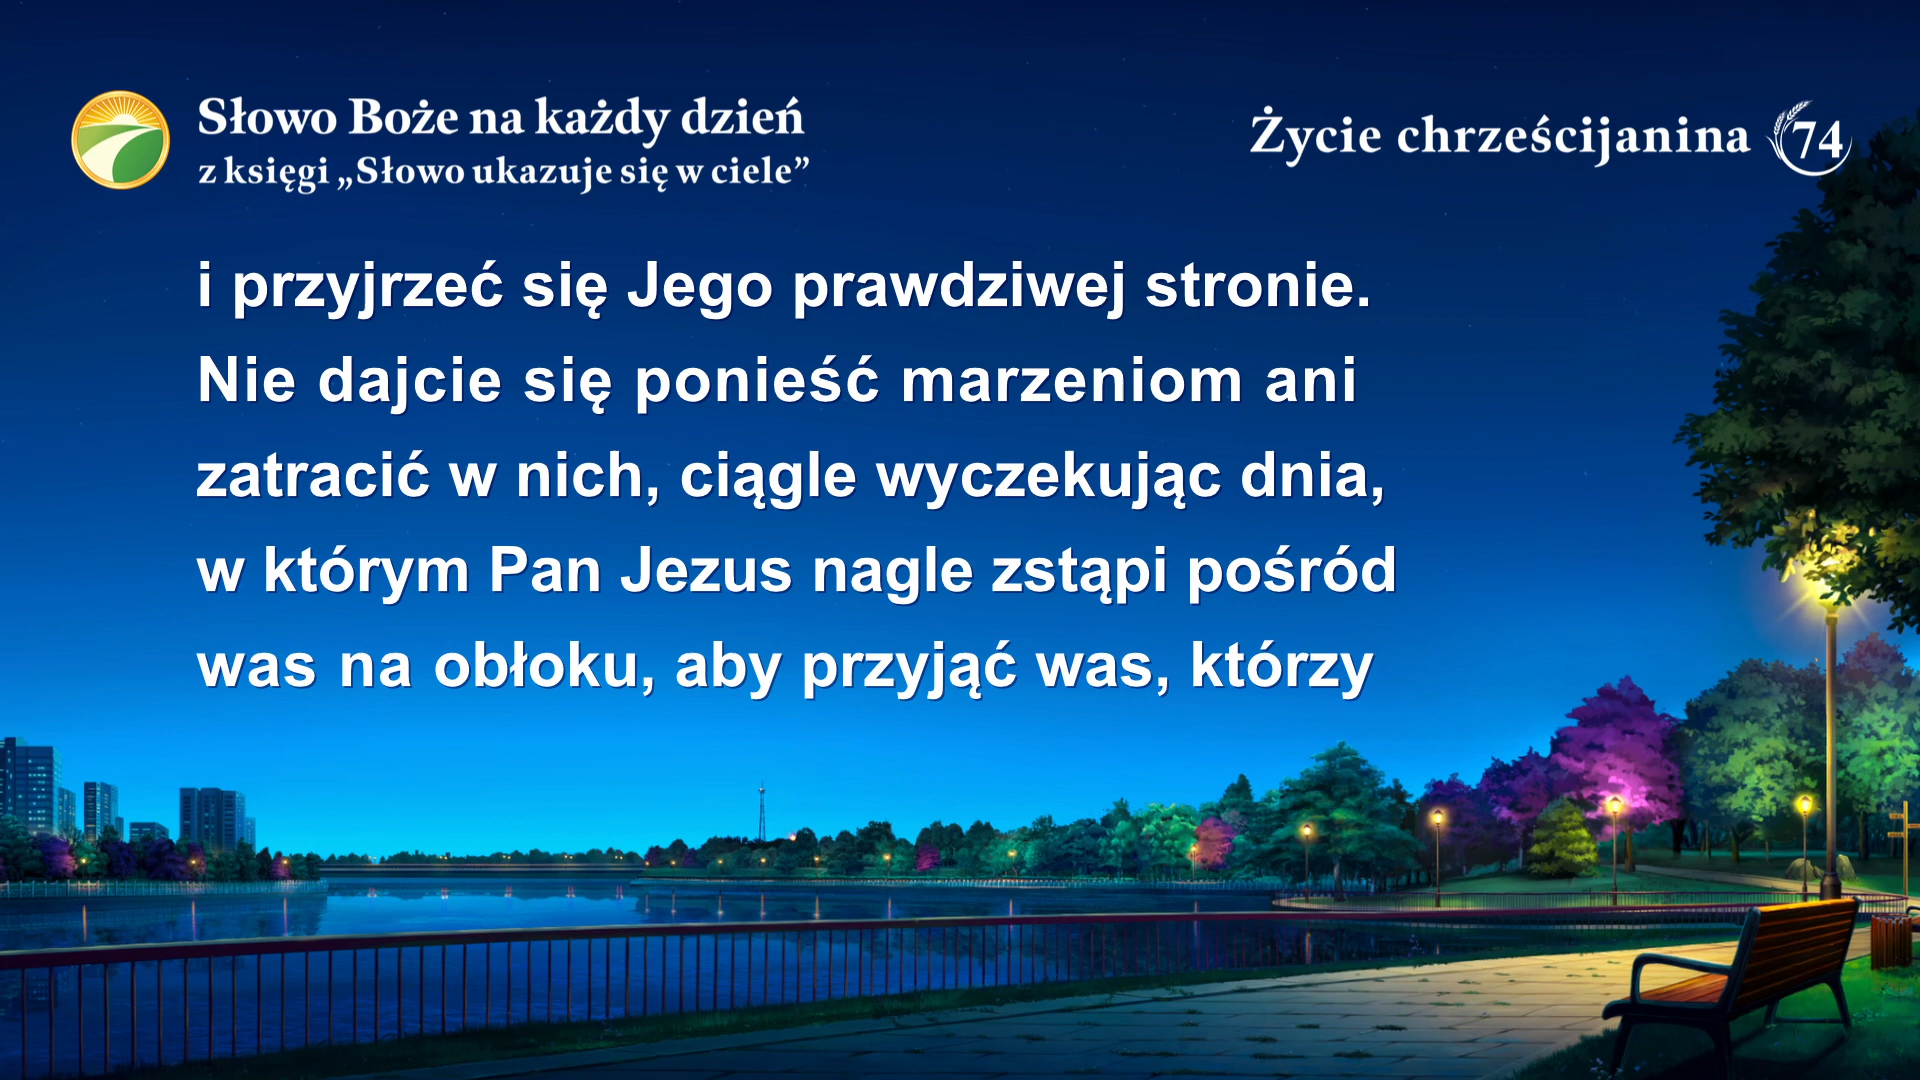 Słowo Boże na każdy dzień
z księgi „Słowo ukazuje się w ciele”
Życie chrześcijanina 74
i przyjrzeć się Jego prawdziwej stronie.
Nie dajcie się ponieść marzeniom ani
zatracić w nich, ciągle wyczekując dnia,
w którym Pan Jezus nagle zstąpi pośród
was na obłoku, aby przyjąć was, którzy